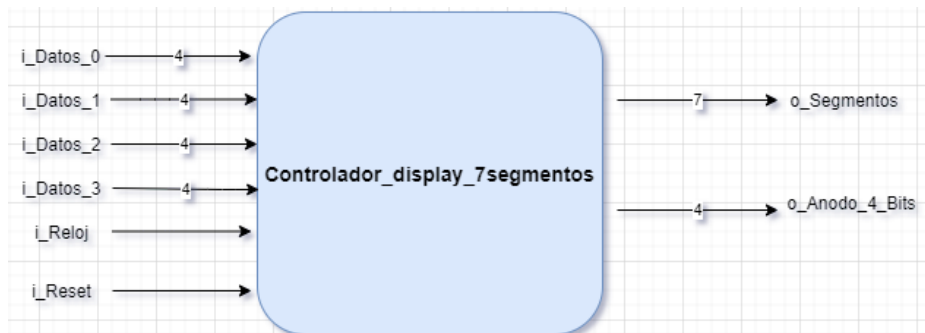 i_Datos_0
4
i_Datos_1
4
i_Datos_2
4
i_Datos_3
4
i_Reloj
i_Reset
Controlador_display_7segmentos
7
o_Segmentos
4
o_Anodo_4_Bits